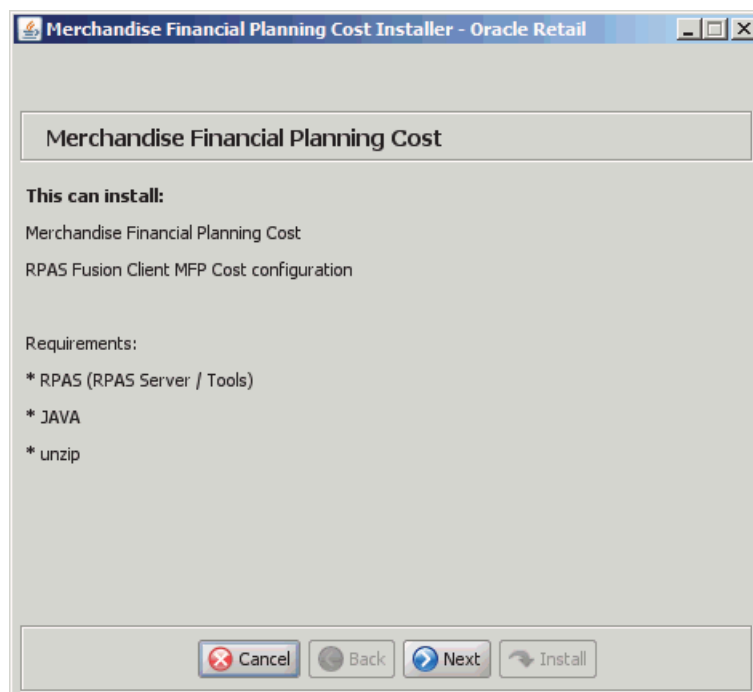 Merchandise Financial Planning Cost Installer - Oracle Retail
Merchandise Financial Planning Cost
This can install:
Merchandise Financial Planning Cost
RPAS Fusion Client MFP Cost configuration
Requirements:
* RPAS (RPAS Server / Tools)
* JAVA
* unzip
Cancel Back Next Install